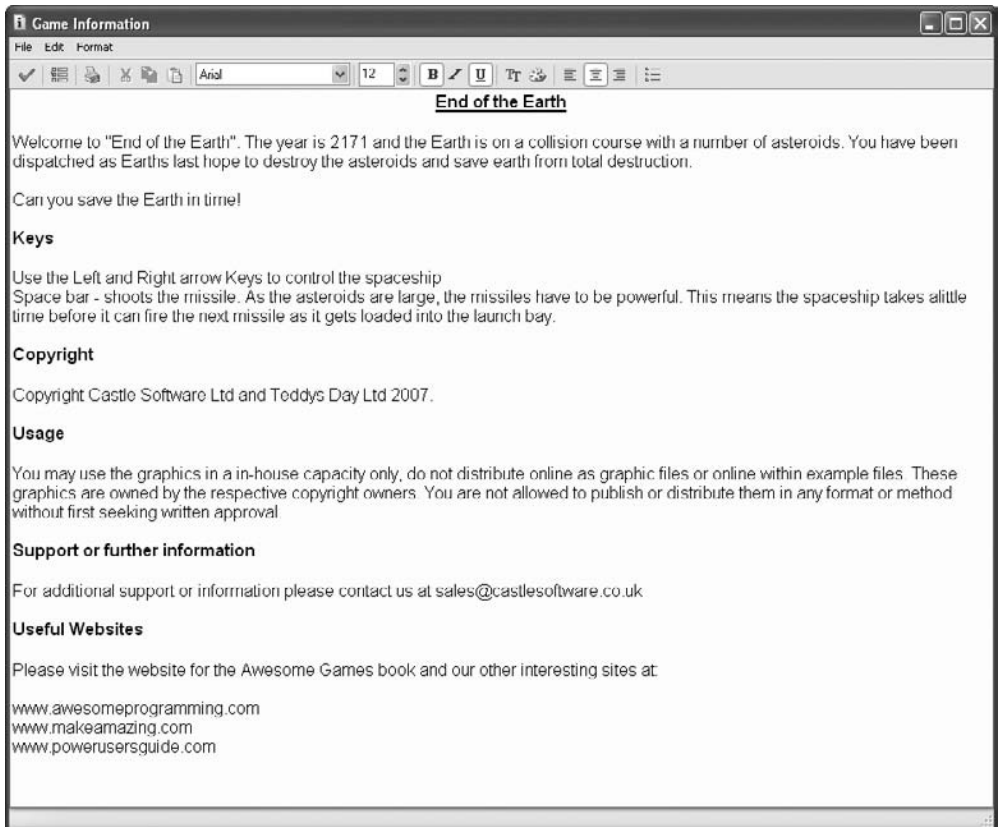 Game Information
File Edit Format
Arial 12 B I U Tr
End of the Earth
Welcome to "End of the Earth". The year is 2171 and the Earth is on a collision course with a number of asteroids. You have been
dispatched as Earths last hope to destroy the asteroids and save earth from total destruction.
Can you save the Earth in time!
Keys
Use the Left and Right arrow Keys to control the spaceship
Space bar - shoots the missile. As the asteroids are large, the missiles have to be powerful. This means the spaceship takes alittle
time before it can fire the next missile as it gets loaded into the launch bay.
Copyright
Copyright Castle Software Ltd and Teddys Day Ltd 2007.
Usage
You may use the graphics in a in-house capacity only, do not distribute online as graphic files or online within example files. These
graphics are owned by the respective copyright owners. You are not allowed to publish or distribute them in any format or method
without first seeking written approval.
Support or further information
For additional support or information please contact us at sales@castlesoftware.co.uk
Useful Websites
Please visit the website for the Awesome Games book and our other interesting sites at:
www.awesomeprogramming.com
www.makeamazing.com
www.powerusersguide.com